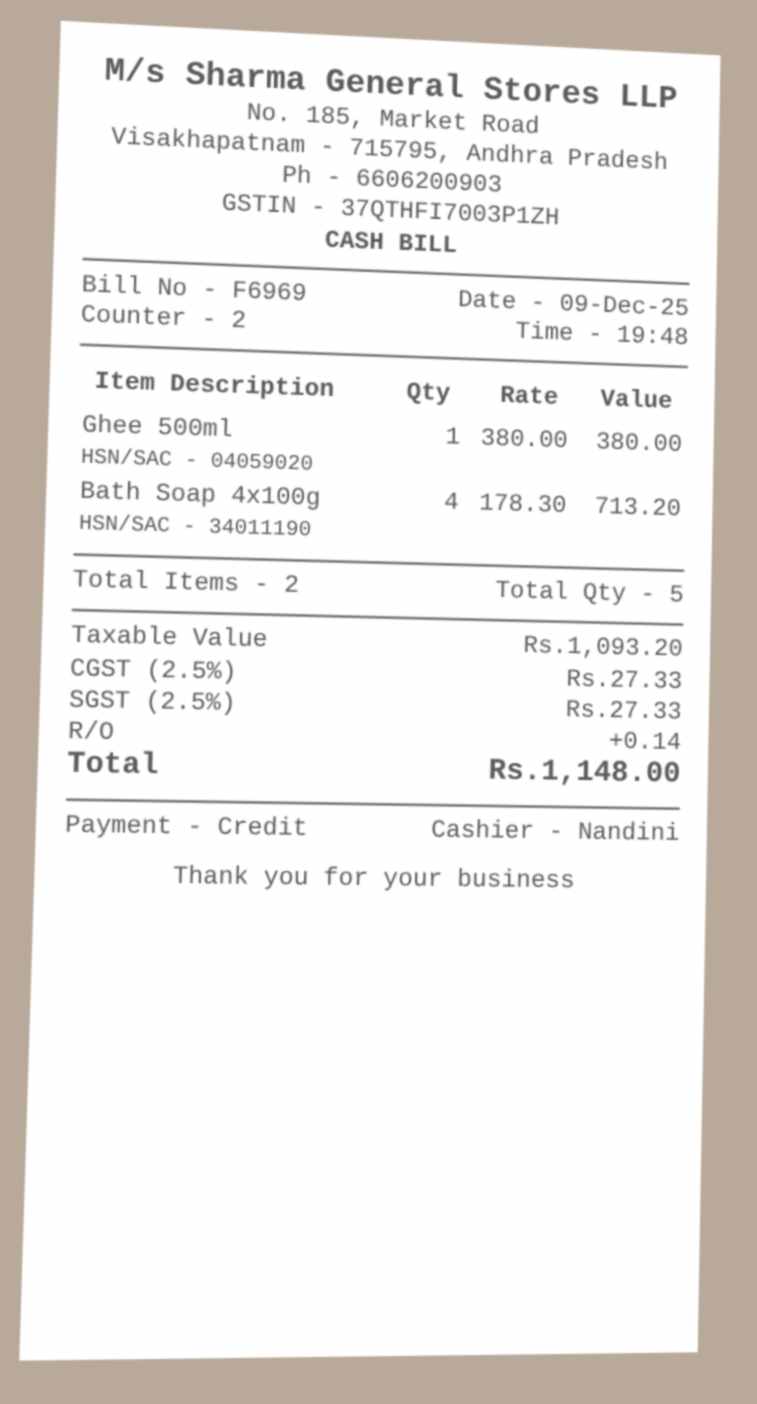 M/s Sharma General Stores LLP
No. 185, Market Road
Visakhapatnam - 715795, Andhra Pradesh
Ph - 6606200903
GSTIN - 37QTHFI7003P1ZH
CASH BILL
Bill No - F6969 Date - 09-Dec-25
Counter - 2 Time - 19:48
Item Description Qty Rate Value
Ghee 500ml 1 380.00 380.00
HSN/SAC - 04059020
Bath Soap 4x100g 4 178.30 713.20
HSN/SAC - 34011190
Total Items - 2 Total Qty - 5
Taxable Value Rs.1,093.20
CGST (2.5%) Rs.27.33
SGST (2.5%) Rs.27.33
R/O +0.14
Total Rs.1,148.00
Payment - Credit Cashier - Nandini
Thank you for your business